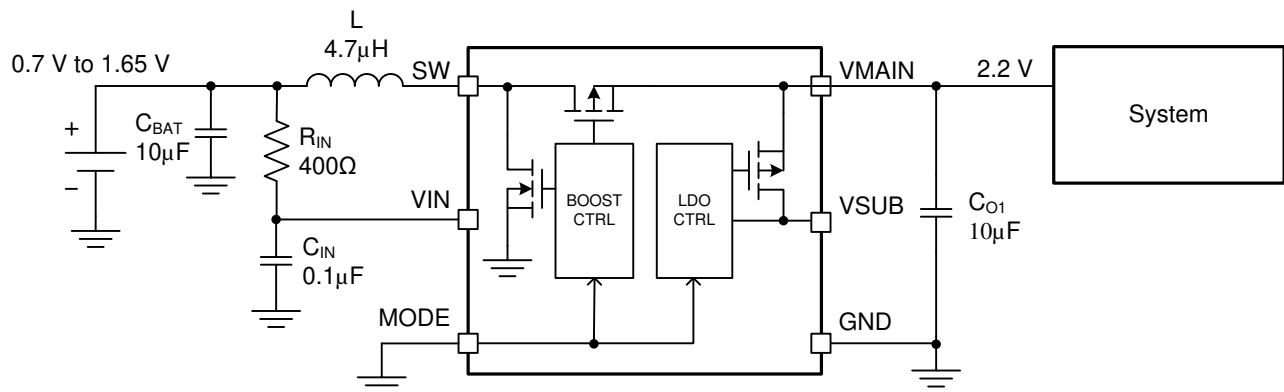 L
4.7µH
0.7 V to 1.65 V
SW
VMAIN
2.2 V
System
+
−
C_BAT
10µF
R_IN
400Ω
BOOST
CTRL
LDO
CTRL
VIN
VSUB
C_O1
10µF
C_IN
0.1µF
MODE
GND